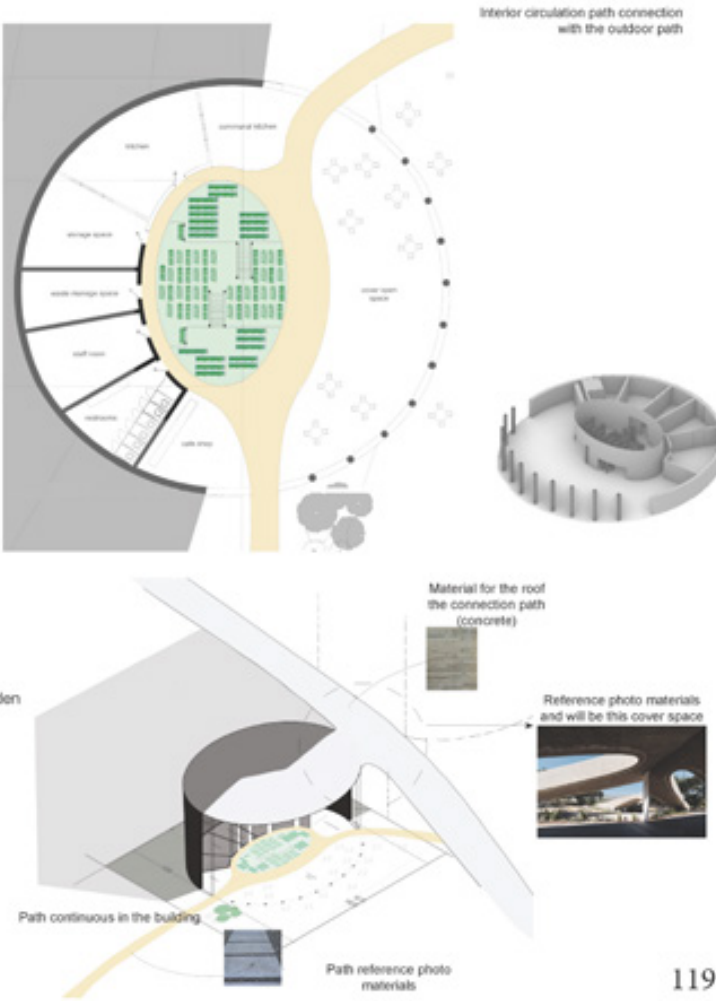 Interior circulation path connection
with the outdoor path
communal kitchen
kitchen
storage space
waste manage space
cover open
space
staff room
restrooms
cafe shop
Material for the roof
the connection path
(concrete)
den
Reference photo materials
and will be this cover space
Path continuous in the building
Path reference photo
materials
119